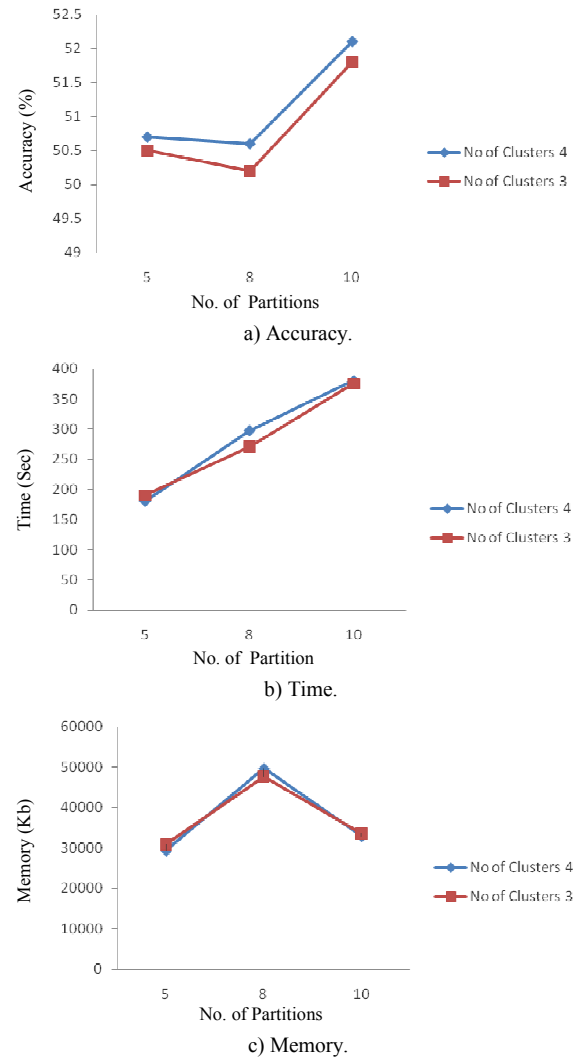 52.5
52
51.5
51
50.5
50
49.5
49
Accuracy (%)
5 8 10
No. of Partitions
No of Clusters 4
No of Clusters 3
a) Accuracy.
400
350
300
250
200
150
100
50
0
Time (Sec)
5 8 10
No. of Partition
No of Clusters 4
No of Clusters 3
b) Time.
60000
50000
40000
30000
20000
10000
0
Memory (Kb)
5 8 10
No. of Partitions
No of Clusters 4
No of Clusters 3
c) Memory.